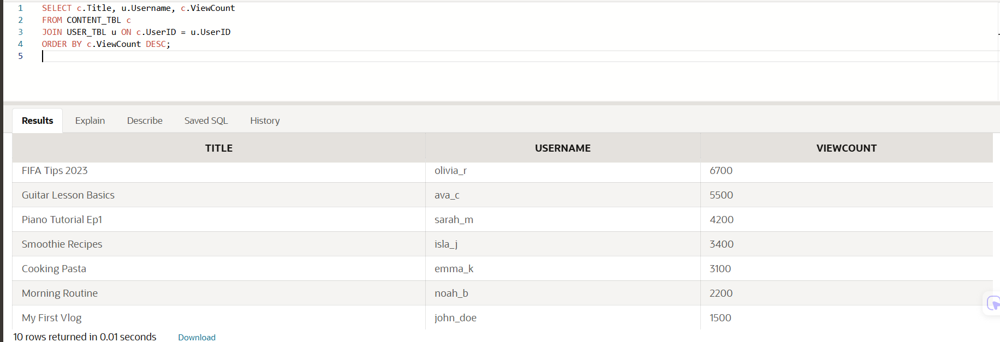 1 SELECT c.Title, u.Username, c.ViewCount
2 FROM CONTENT_TBL c
3 JOIN USER_TBL u ON c.UserID = u.UserID
4 ORDER BY c.ViewCount DESC;
5
Results Explain Describe Saved SQL History
TITLE USERNAME VIEWCOUNT
FIFA Tips 2023 olivia_r 6700
Guitar Lesson Basics ava_c 5500
Piano Tutorial Ep1 sarah_m 4200
Smoothie Recipes isla_j 3400
Cooking Pasta emma_k 3100
Morning Routine noah_b 2200
My First Vlog john_doe 1500
10 rows returned in 0.01 seconds Download